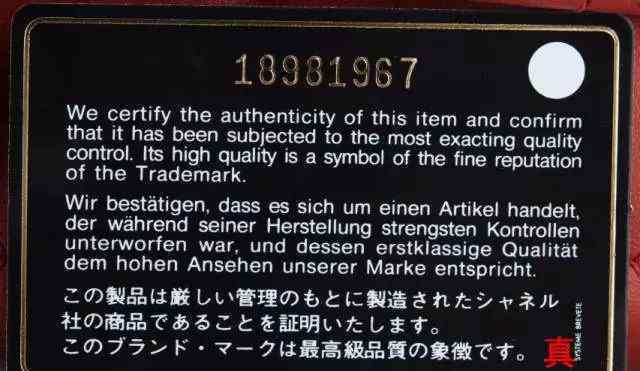 18981967
We certify the authenticity of this item and confirm
that it has been subjected to the most exacting quality
control. Its high quality is a symbol of the fine reputation
of the Trademark.
Wir bestätigen, dass es sich um einen Artikel handelt,
der während seiner Herstellung strengsten Kontrollen
unterworfen war, und dessen erstklassige Qualität
dem hohen Ansehen unserer Marke entspricht.
この製品は厳しい管理のもとに製造されたシャネル
社の商品であることを証明いたします。
このブランド・マークは最高級品質の象徴です。
真
SYSTEME BREVETE